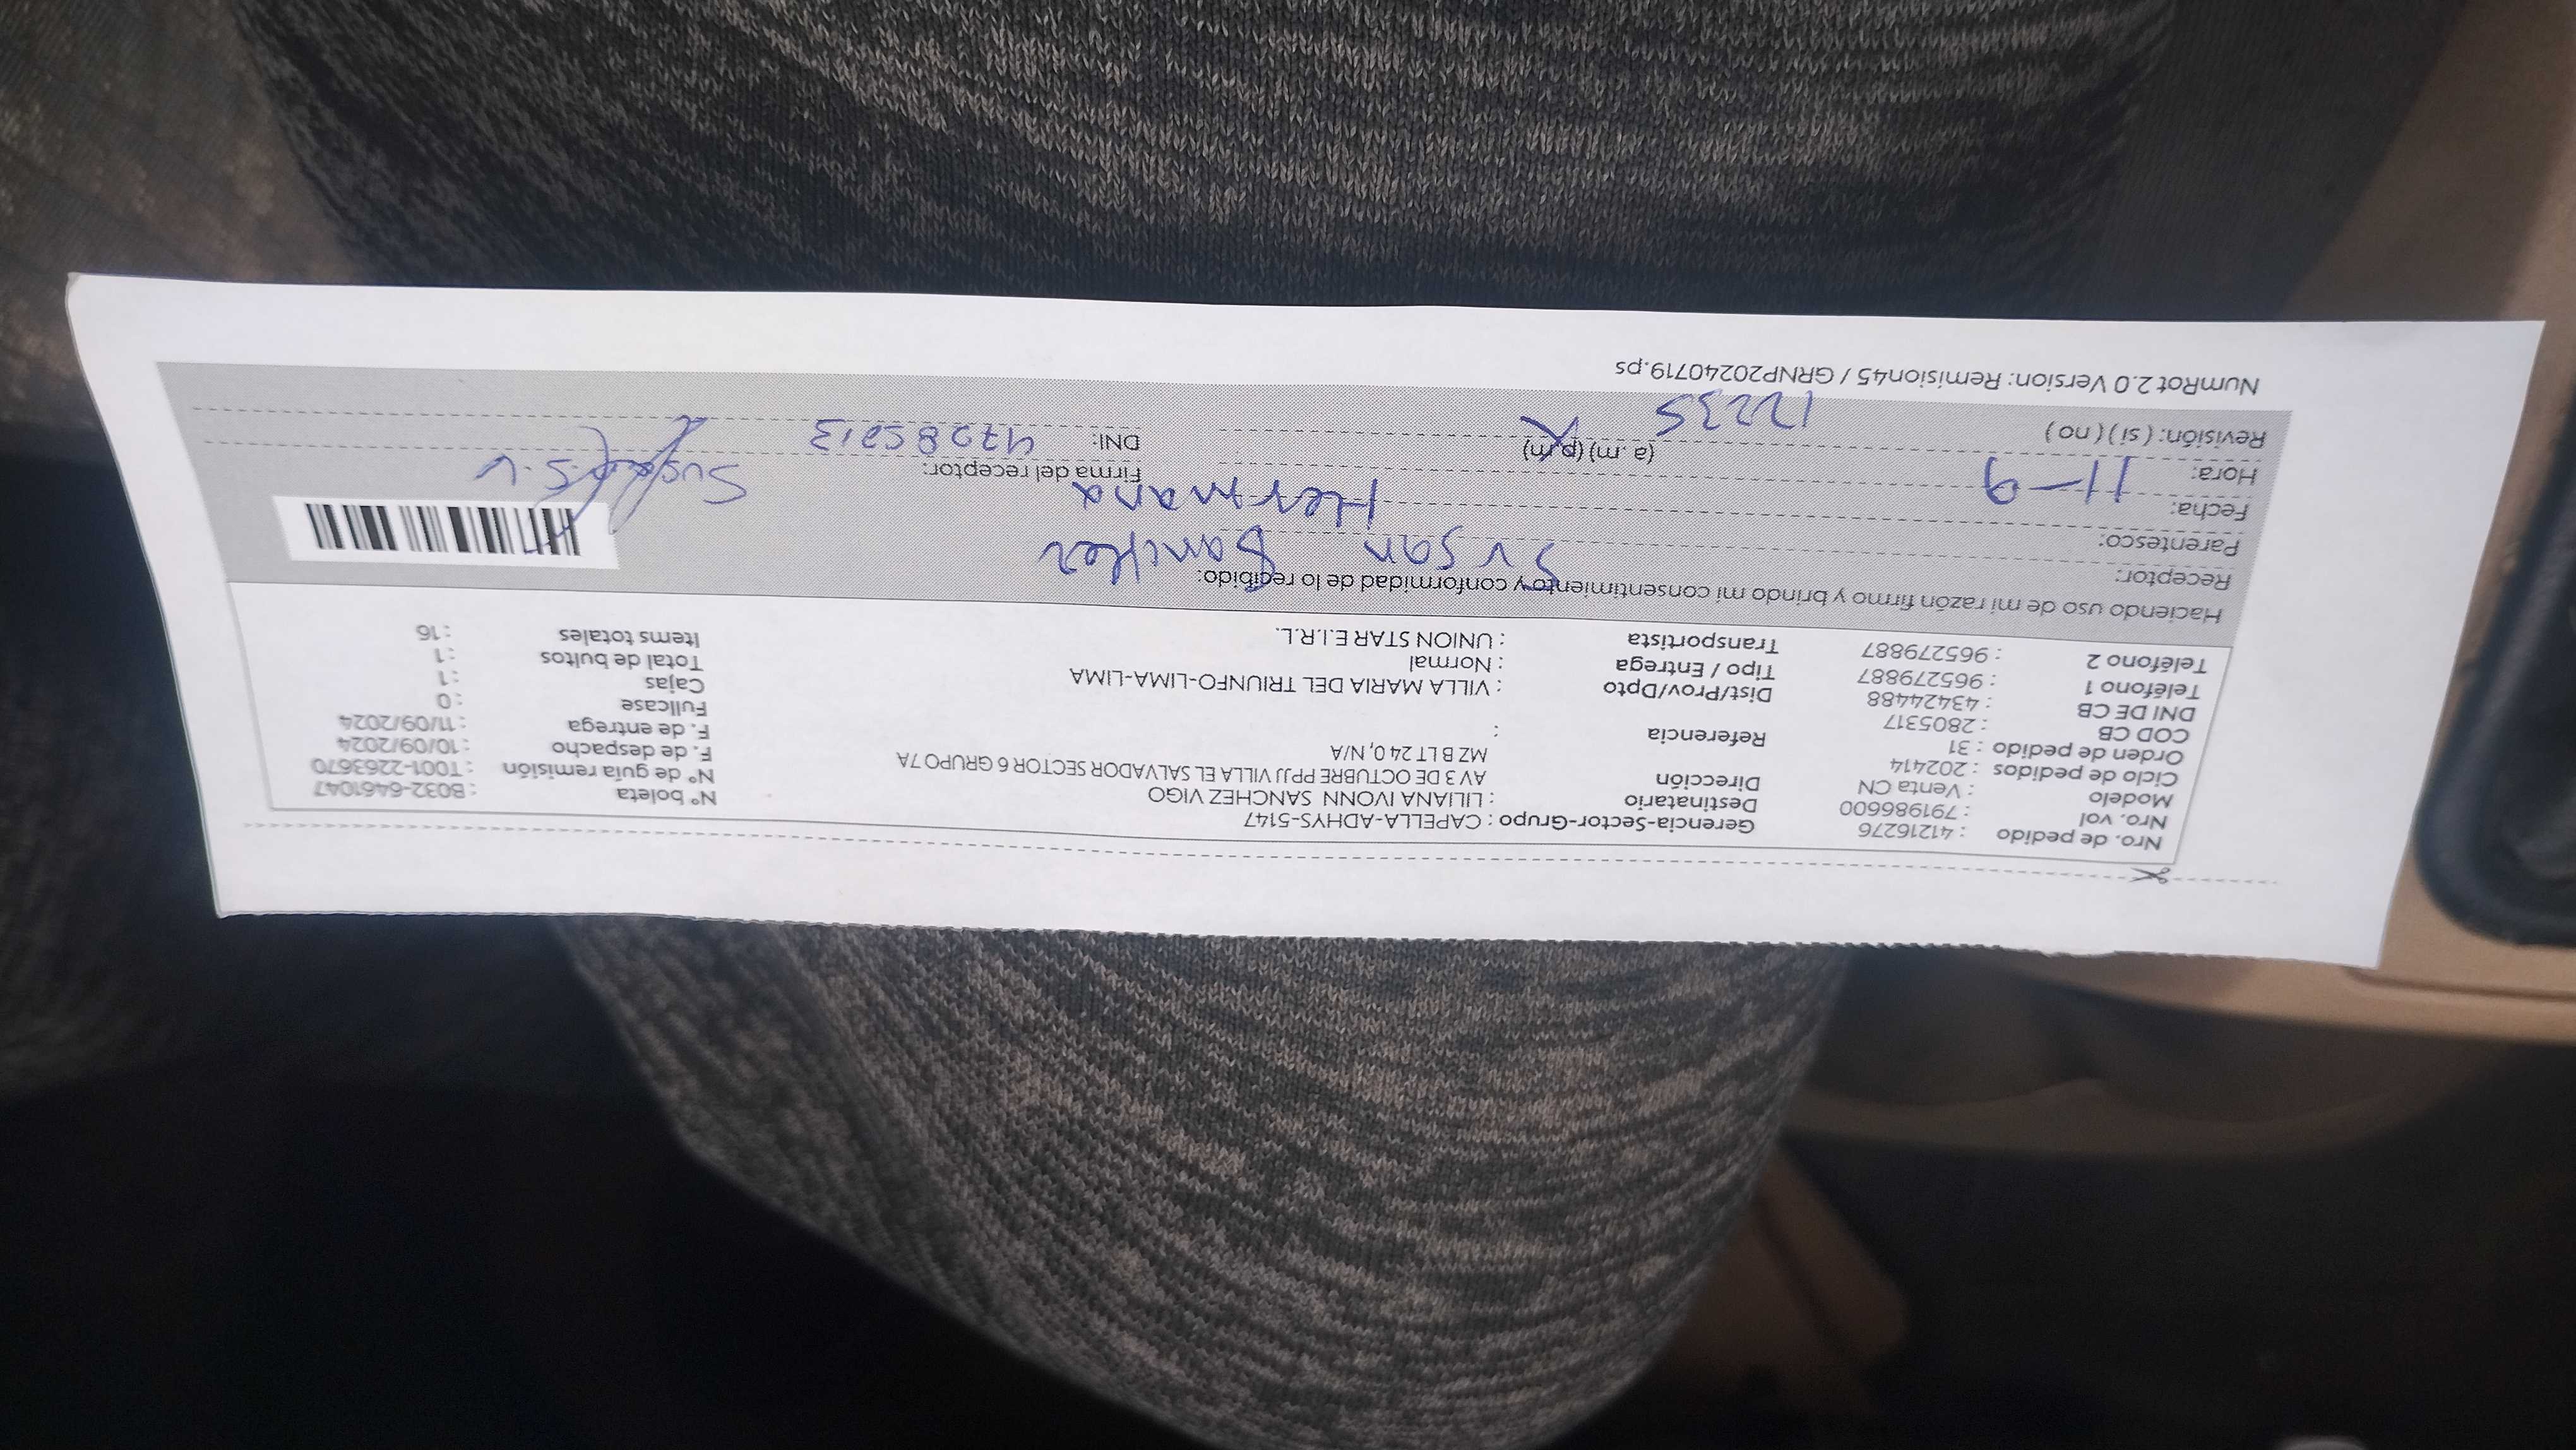 Nro. de pedido : 41216276 Gerencia-Sector-Grupo : CAPELLA-ADHYS-5147 N° boleta : B032-6461047
Nro. vol : 791986600 Destinatario : LILIANA IVONN SANCHEZ VIGO N° de guía remisión : T001-2263670
Modelo : Venta CN Dirección AV 3 DE OCTUBRE PPJJ VILLA EL SALVADOR SECTOR 6 GRUPO 7A F. de despacho : 10/09/2024
Ciclo de pedidos : 202414 MZ B LT 24 0, N/A F. de entrega : 11/09/2024
Orden de pedido : 31 Referencia : Fullcase : 0
COD CB : 2805317 Dist/Prov/Dpto : VILLA MARIA DEL TRIUNFO-LIMA-LIMA Cajas : 1
DNI DE CB : 43424488 Tipo / Entrega : Normal Total de bultos : 1
Teléfono 1 : 965279887 Transportista : UNION STAR E.I.R.L. Items totales : 16
Teléfono 2 : 965279887
Haciendo uso de mi razón firmo y brindo mi consentimiento y conformidad de lo recibido:
Receptor: Susan Sanchez
Parentesco: Hermana
Fecha: 11-9 Firma del receptor: Susan S.V
Hora: 1235 (a. m) (p.m) DNI: 47285213
Revisión: (si) (no)
NumRot 2.0 Version: Remision45 / GRNP20240719.ps